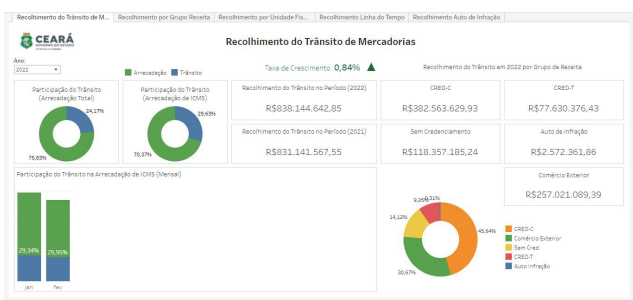 Recolhimento do Trânsito de M...
Recolhimento por Grupo Receita
Recolhimento por Unidade Fis...
Recolhimento Linha do Tempo
Recolhimento Auto de Infração
CEARÁ
GOVERNO DO ESTADO
Recolhimento do Trânsito de Mercadorias
Ano:
2022
Arrecadação
Trânsito
Taxa de Crescimento: 0,84%
Recolhimento do Trânsito em 2022 por Grupo de Receita
Participação do Trânsito
(Arrecadação Total)
24,17%
75,83%
Participação do Trânsito
(Arrecadação de ICMS)
29,63%
70,37%
Recolhimento do Trânsito no Período (2022)
R$838.144.642,85
CRED-C
R$382.563.629,93
CRED-T
R$77.630.376,43
Recolhimento do Trânsito no Período (2021)
R$831.141.567,55
Sem Credenciamento
R$118.357.185,24
Auto de Infração
R$2.572.361,86
Participação do Trânsito na Arrecadação de ICMS (Mensal)
29,34%
29,96%
jan
fev
Comércio Exterior
R$257.021.089,39
9,26%
0,31%
14,12%
45,64%
30,67%
CRED-C
Comércio Exterior
Sem Cred.
CRED-T
Auto Infração